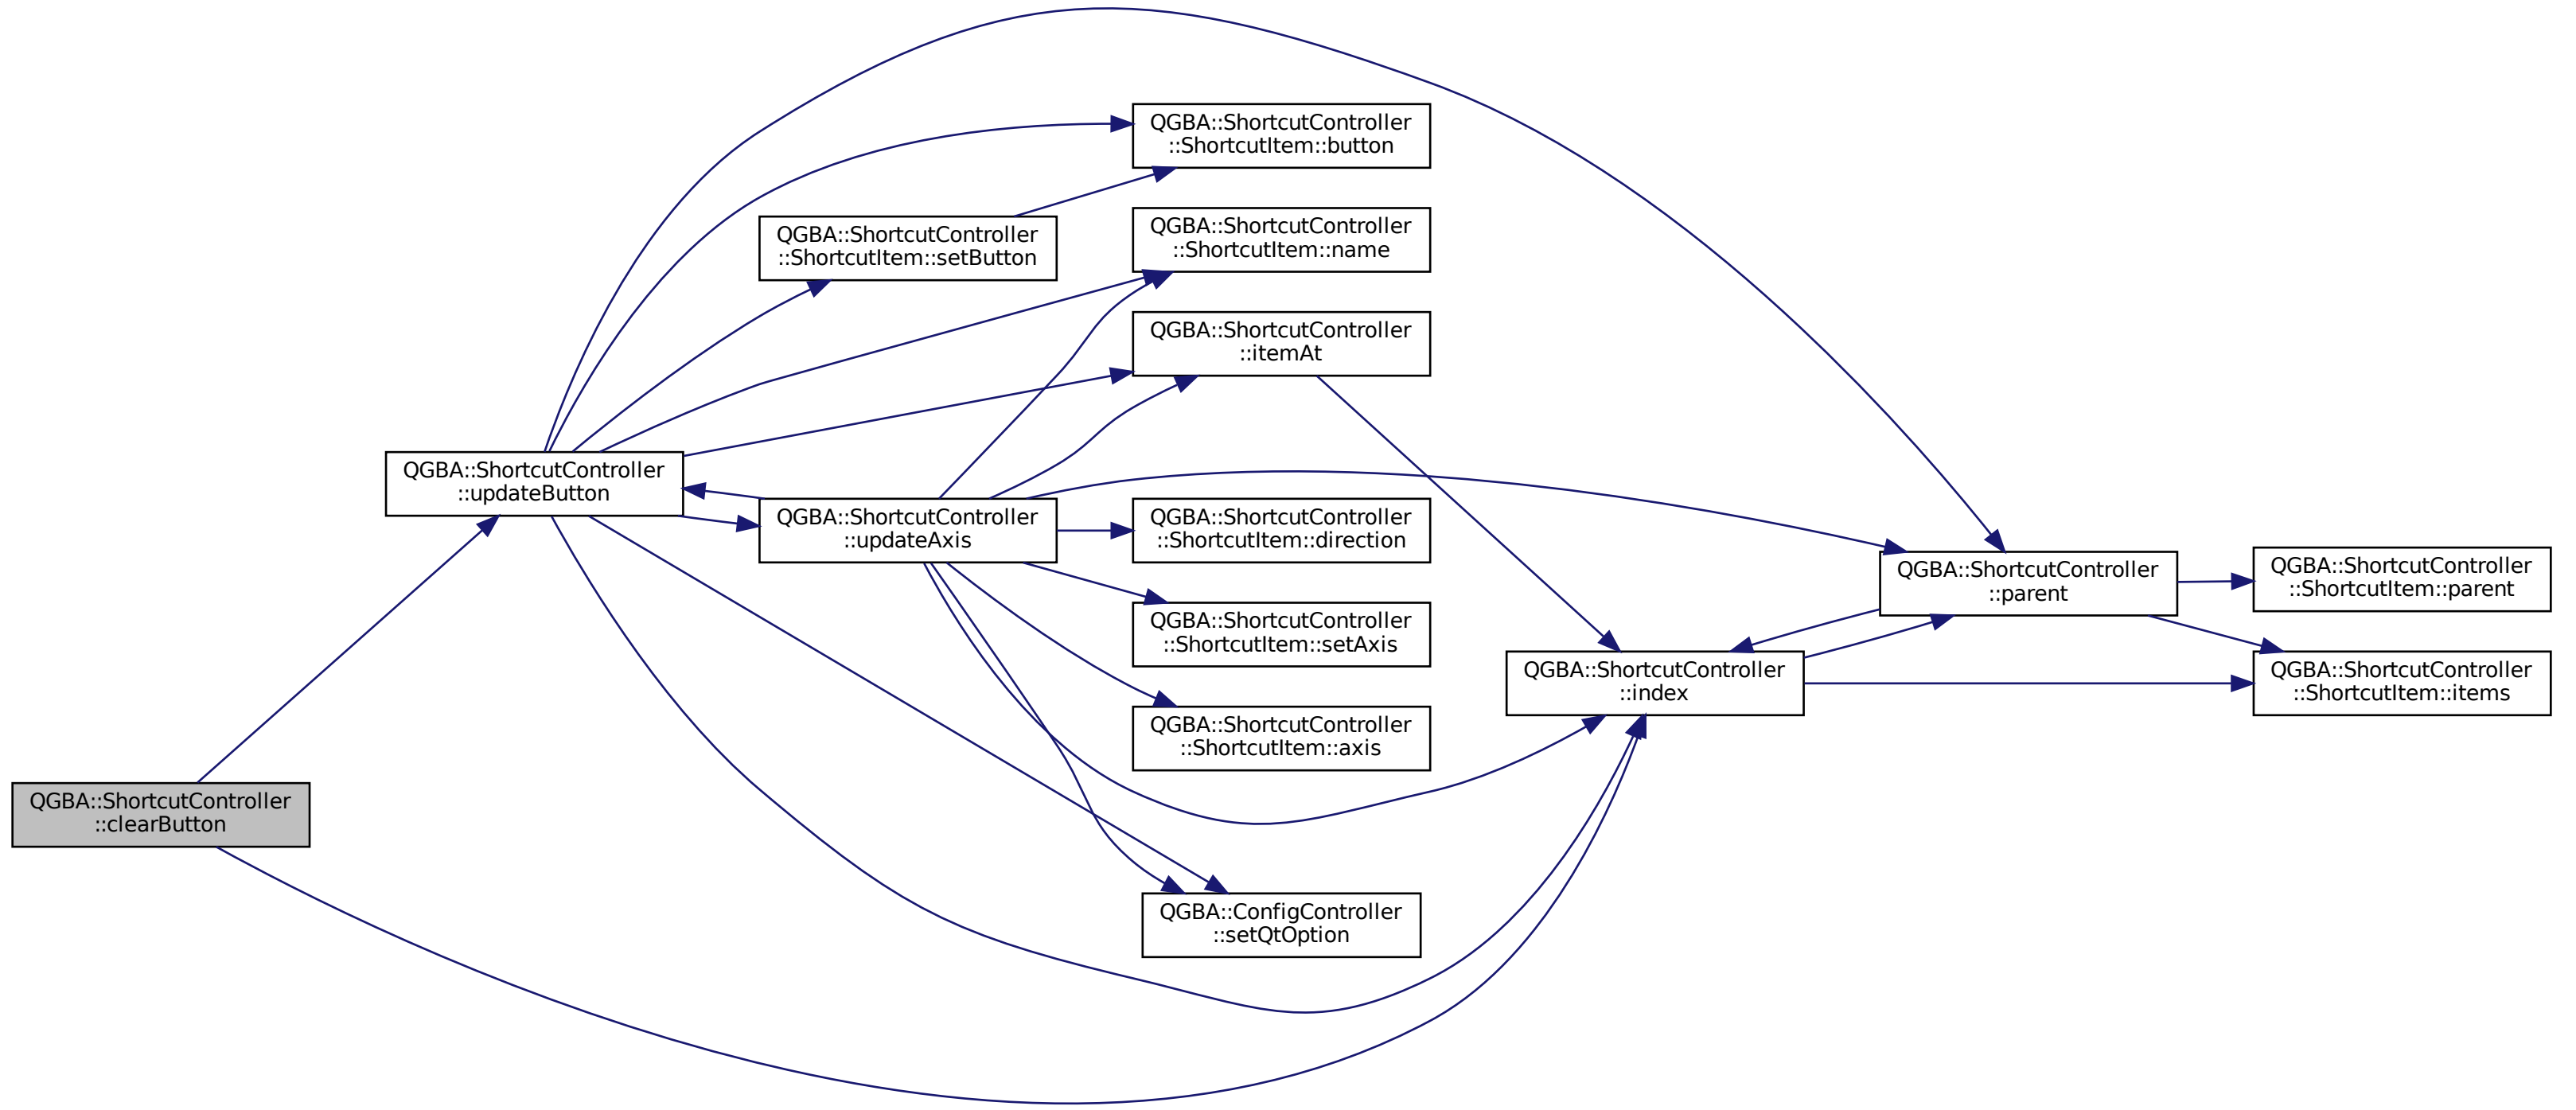 QGBA::ShortcutController
::ShortcutItem::button
QGBA::ShortcutController
::ShortcutItem::name
QGBA::ShortcutController
::ShortcutItem::setButton
QGBA::ShortcutController
::itemAt
QGBA::ShortcutController
::updateButton
QGBA::ShortcutController
::updateAxis
QGBA::ShortcutController
::ShortcutItem::direction
QGBA::ShortcutController
::parent
QGBA::ShortcutController
::ShortcutItem::parent
QGBA::ShortcutController
::ShortcutItem::setAxis
QGBA::ShortcutController
::index
QGBA::ShortcutController
::ShortcutItem::items
QGBA::ShortcutController
::ShortcutItem::axis
QGBA::ShortcutController
::clearButton
QGBA::ConfigController
::setQtOption